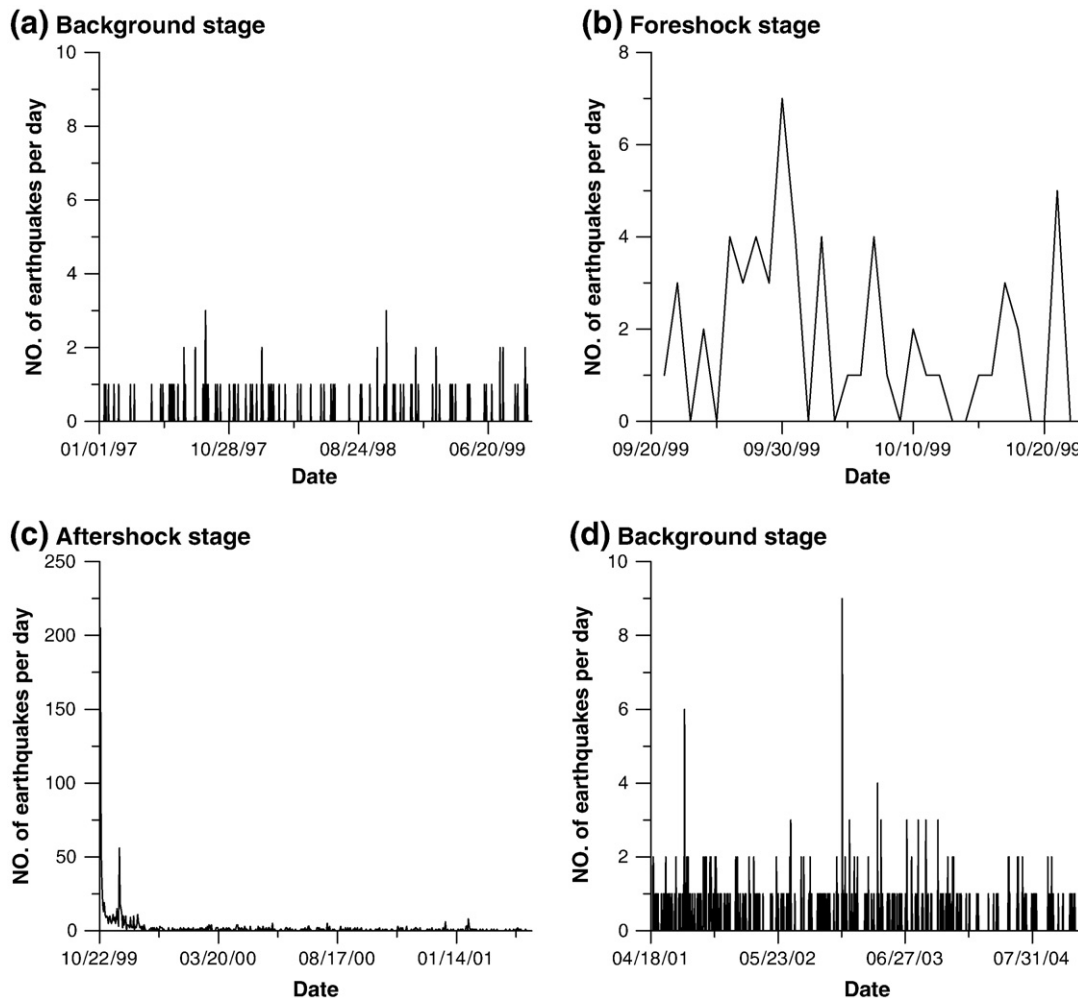 (a) Background stage
10
8
6
4
2
0
NO. of earthquakes per day
01/01/97 10/28/97 08/24/98 06/20/99
Date
(b) Foreshock stage
8
6
4
2
0
NO. of earthquakes per day
09/20/99 09/30/99 10/10/99 10/20/99
Date
(c) Aftershock stage
250
200
150
100
50
0
NO. of earthquakes per day
10/22/99 03/20/00 08/17/00 01/14/01
Date
(d) Background stage
10
8
6
4
2
0
NO. of earthquakes per day
04/18/01 05/23/02 06/27/03 07/31/04
Date